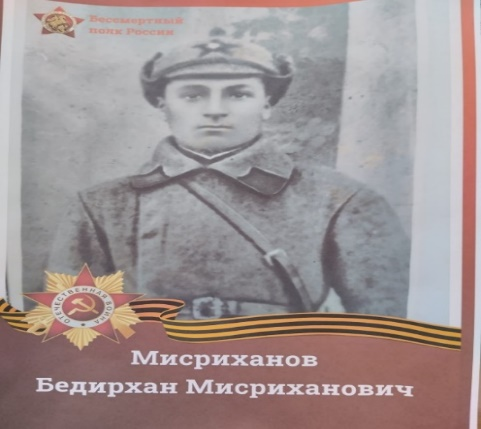 Бессмертный
полк России
ОТЕЧЕСТВЕННАЯ ВОЙНА
Мисриханов
Бедирхан Мисриханович